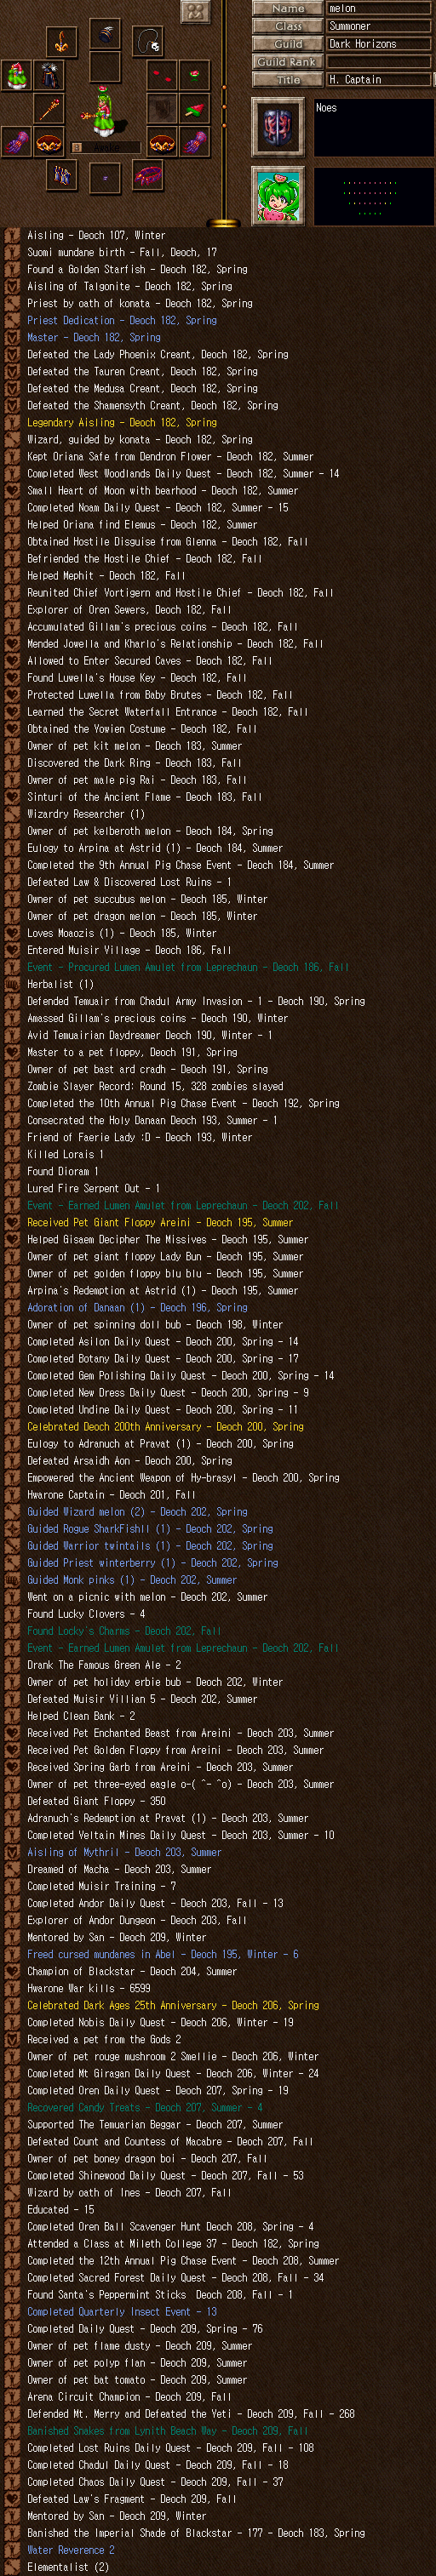 Name melon
Class Summoner
Guild Dark Horizons
Guild Rank
Title H. Captain
Noes
Awake
Aisling - Deoch 107, Winter
Suomi mundane birth - Fall, Deoch, 17
Found a Golden Starfish - Deoch 182, Spring
Aisling of Talgonite - Deoch 182, Spring
Priest by oath of konata - Deoch 182, Spring
Priest Dedication - Deoch 182, Spring
Master - Deoch 182, Spring
Defeated the Lady Phoenix Creant, Deoch 182, Spring
Defeated the Tauren Creant, Deoch 182, Spring
Defeated the Medusa Creant, Deoch 182, Spring
Defeated the Shamensyth Creant, Deoch 182, Spring
Legendary Aisling - Deoch 182, Spring
Wizard, guided by konata - Deoch 182, Spring
Kept Oriana Safe from Dendron Flower - Deoch 182, Summer
Completed West Woodlands Daily Quest - Deoch 182, Summer - 14
Small Heart of Moon with bearhood - Deoch 182, Summer
Completed Noam Daily Quest - Deoch 182, Summer - 15
Helped Oriana find Elemus - Deoch 182, Summer
Obtained Hostile Disguise from Glenna - Deoch 182, Fall
Befriended the Hostile Chief - Deoch 182, Fall
Helped Mephit - Deoch 182, Fall
Reunited Chief Vortigern and Hostile Chief - Deoch 182, Fall
Explorer of Oren Sewers, Deoch 182, Fall
Accumulated Gillam's precious coins - Deoch 182, Fall
Mended Jowella and Kharlo's Relationship - Deoch 182, Fall
Allowed to Enter Secured Caves - Deoch 182, Fall
Found Luwella's House Key - Deoch 182, Fall
Protected Luwella from Baby Brutes - Deoch 182, Fall
Learned the Secret Waterfall Entrance - Deoch 182, Fall
Obtained the Yowien Costume - Deoch 182, Fall
Owner of pet kit melon - Deoch 183, Summer
Discovered the Dark Ring - Deoch 183, Fall
Owner of pet male pig Rai - Deoch 183, Fall
Sinturi of the Ancient Flame - Deoch 183, Fall
Wizardry Researcher (1)
Owner of pet kelberoth melon - Deoch 184, Spring
Eulogy to Arpina at Astrid (1) - Deoch 184, Summer
Completed the 9th Annual Pig Chase Event - Deoch 184, Summer
Defeated Law & Discovered Lost Ruins - 1
Owner of pet succubus melon - Deoch 185, Winter
Owner of pet dragon melon - Deoch 185, Winter
Loves Moaozis (1) - Deoch 185, Winter
Entered Muisir Village - Deoch 186, Fall
Event - Procured Lumen Amulet from Leprechaun - Deoch 186, Fall
Herbalist (1)
Defended Temuair from Chadul Army Invasion - 1 - Deoch 190, Spring
Amassed Gillam's precious coins - Deoch 190, Winter
Avid Temuairian Daydreamer Deoch 190, Winter - 1
Master to a pet floppy, Deoch 191, Spring
Owner of pet bast ard cradh - Deoch 191, Spring
Zombie Slayer Record: Round 15, 328 zombies slayed
Completed the 10th Annual Pig Chase Event - Deoch 192, Spring
Consecrated the Holy Danaan Deoch 193, Summer - 1
Friend of Faerie Lady :D - Deoch 193, Winter
Killed Lorais 1
Found Dioram 1
Lured Fire Serpent Out - 1
Event - Earned Lumen Amulet from Leprechaun - Deoch 202, Fall
Received Pet Giant Floppy Areini - Deoch 195, Summer
Helped Gisaem Decipher The Missives - Deoch 195, Summer
Owner of pet giant floppy Lady Bun - Deoch 195, Summer
Owner of pet golden floppy blu blu - Deoch 195, Summer
Arpina's Redemption at Astrid (1) - Deoch 195, Summer
Adoration of Danaan (1) - Deoch 196, Spring
Owner of pet spinning doll bub - Deoch 198, Winter
Completed Asilon Daily Quest - Deoch 200, Spring - 14
Completed Botany Daily Quest - Deoch 200, Spring - 17
Completed Gem Polishing Daily Quest - Deoch 200, Spring - 14
Completed New Dress Daily Quest - Deoch 200, Spring - 9
Completed Undine Daily Quest - Deoch 200, Spring - 11
Celebrated Deoch 200th Anniversary - Deoch 200, Spring
Eulogy to Adranuch at Pravat (1) - Deoch 200, Spring
Defeated Arsaidh Aon - Deoch 200, Spring
Empowered the Ancient Weapon of Hy-brasyl - Deoch 200, Spring
Hwarone Captain - Deoch 201, Fall
Guided Wizard melon (2) - Deoch 202, Spring
Guided Rogue SharkFishll (1) - Deoch 202, Spring
Guided Warrior twintails (1) - Deoch 202, Spring
Guided Priest winterberry (1) - Deoch 202, Spring
Guided Monk pinks (1) - Deoch 202, Summer
Went on a picnic with melon - Deoch 202, Summer
Found Lucky Clovers - 4
Found Locky's Charms - Deoch 202, Fall
Event - Earned Lumen Amulet from Leprechaun - Deoch 202, Fall
Drank The Famous Green Ale - 2
Owner of pet holiday erbie bub - Deoch 202, Winter
Defeated Muisir Villian 5 - Deoch 202, Summer
Helped Clean Bank - 2
Received Pet Enchanted Beast from Areini - Deoch 203, Summer
Received Pet Golden Floppy from Areini - Deoch 203, Summer
Received Spring Garb from Areini - Deoch 203, Summer
Owner of pet three-eyed eagle o-( ^- ^o) - Deoch 203, Summer
Defeated Giant Floppy - 350
Adranuch's Redemption at Pravat (1) - Deoch 203, Summer
Completed Veltain Mines Daily Quest - Deoch 203, Summer - 10
Aisling of Mythril - Deoch 203, Summer
Dreamed of Macha - Deoch 203, Summer
Completed Muisir Training - 7
Completed Andor Daily Quest - Deoch 203, Fall - 13
Explorer of Andor Dungeon - Deoch 203, Fall
Mentored by San - Deoch 209, Winter
Freed cursed mundanes in Abel - Deoch 195, Winter - 6
Champion of Blackstar - Deoch 204, Summer
Hwarone War kills - 6599
Celebrated Dark Ages 25th Anniversary - Deoch 206, Spring
Completed Nobis Daily Quest - Deoch 206, Winter - 19
Received a pet from the Gods 2
Owner of pet rouge mushroom 2 Smellie - Deoch 206, Winter
Completed Mt Giragan Daily Quest - Deoch 206, Winter - 24
Completed Oren Daily Quest - Deoch 207, Spring - 19
Recovered Candy Treats - Deoch 207, Summer - 4
Supported The Temuarian Beggar - Deoch 207, Summer
Defeated Count and Countess of Macabre - Deoch 207, Fall
Owner of pet boney dragon boi - Deoch 207, Fall
Completed Shinewood Daily Quest - Deoch 207, Fall - 53
Wizard by oath of Ines - Deoch 207, Fall
Educated - 15
Completed Oren Ball Scavenger Hunt Deoch 208, Spring - 4
Attended a Class at Mileth College 37 - Deoch 182, Spring
Completed the 12th Annual Pig Chase Event - Deoch 208, Summer
Completed Sacred Forest Daily Quest - Deoch 208, Fall - 34
Found Santa's Peppermint Sticks  Deoch 208, Fall - 1
Completed Quarterly Insect Event - 13
Completed Daily Quest - Deoch 209, Spring - 76
Owner of pet flame dusty - Deoch 209, Summer
Owner of pet polyp flan - Deoch 209, Summer
Owner of pet bat tomato - Deoch 209, Summer
Arena Circuit Champion - Deoch 209, Fall
Defended Mt. Merry and Defeated the Yeti - Deoch 209, Fall - 268
Banished Snakes from Lynith Beach Way - Deoch 209, Fall
Completed Lost Ruins Daily Quest - Deoch 209, Fall - 108
Completed Chadul Daily Quest - Deoch 209, Fall - 18
Completed Chaos Daily Quest - Deoch 209, Fall - 37
Defeated Law's Fragment - Deoch 209, Fall
Mentored by San - Deoch 209, Winter
Banished the Imperial Shade of Blackstar - 177 - Deoch 183, Spring
Water Reverence 2
Elementalist (2)